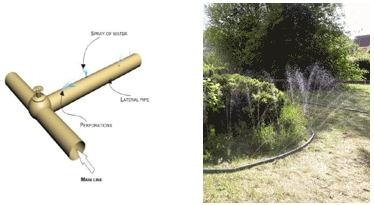 SPRAY OF WATER
LATERAL PIPE
PERFORATIONS
MAIN LINE